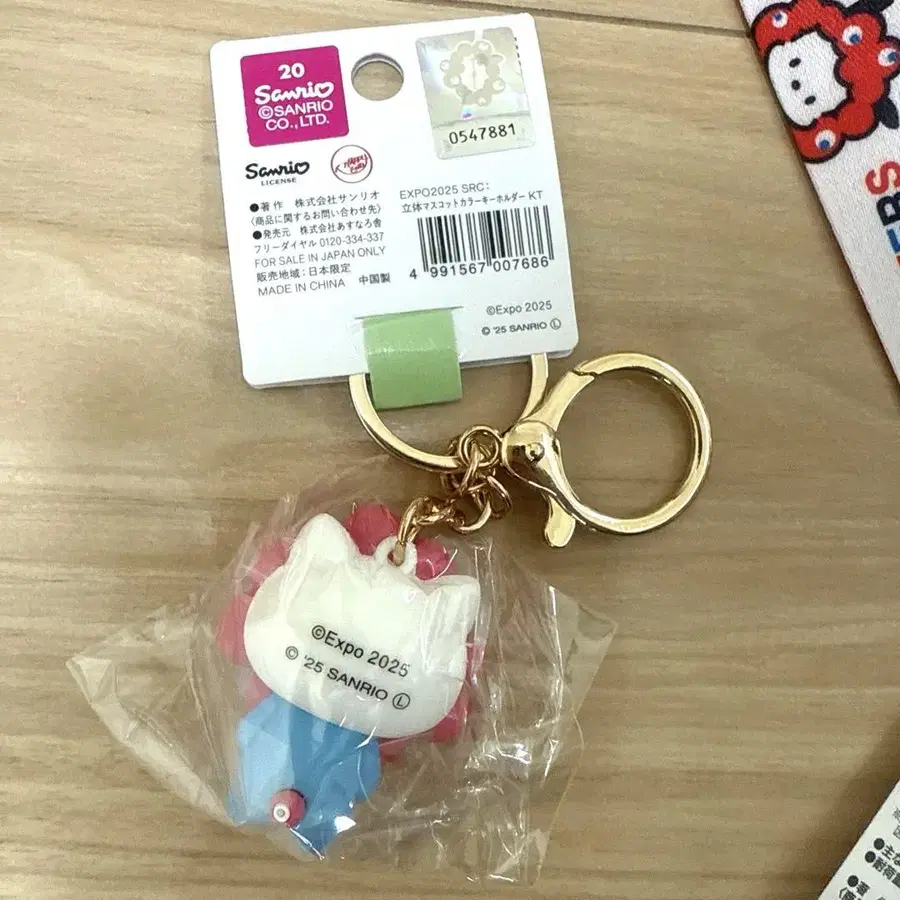 20
Sanrio
©SANRIO
CO., LTD.
0547881
Sanrio
LICENSE
●著作 株式会社サンリオ
〈商品に関するお問い合わせ先〉
●発売元 株式会社あすなろ舎
フリーダイヤル 0120-334-337
FOR SALE IN JAPAN ONLY
販売地域:日本限定
MADE IN CHINA 中国製
EXPO2025 SRC:
立体マスコットカラーキーホルダー KT
4 991567 007686
©Expo 2025
© '25 SANRIO Ⓛ
©Expo 2025
© '25 SANRIO Ⓛ